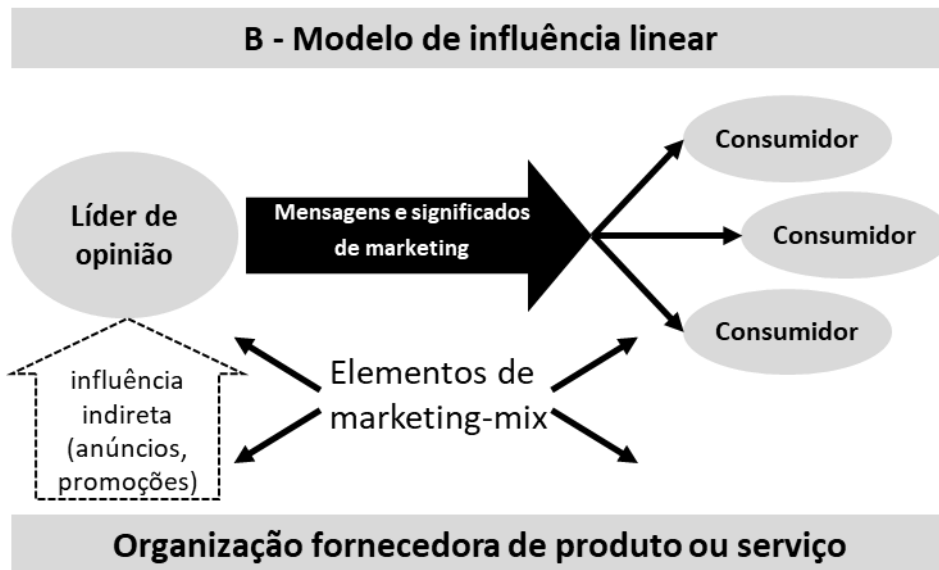 B - Modelo de influência linear
Líder de
opinião
Mensagens e significados
de marketing
Consumidor
Consumidor
Consumidor
influência
indireta
(anúncios,
promoções)
Elementos de
marketing-mix
Organização fornecedora de produto ou serviço